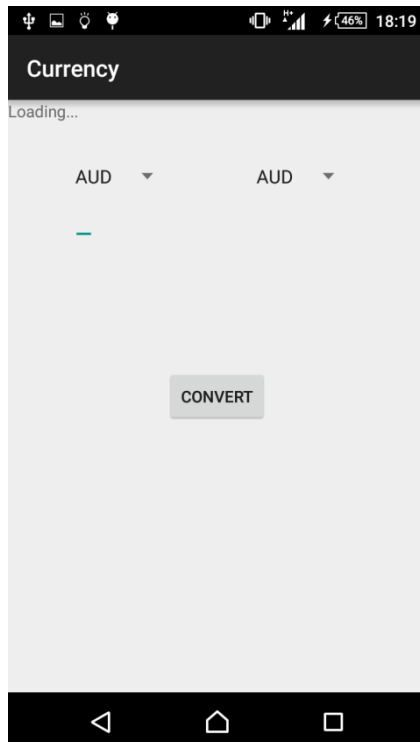 H+ 46% 18:19
Currency
Loading...
AUD AUD
CONVERT